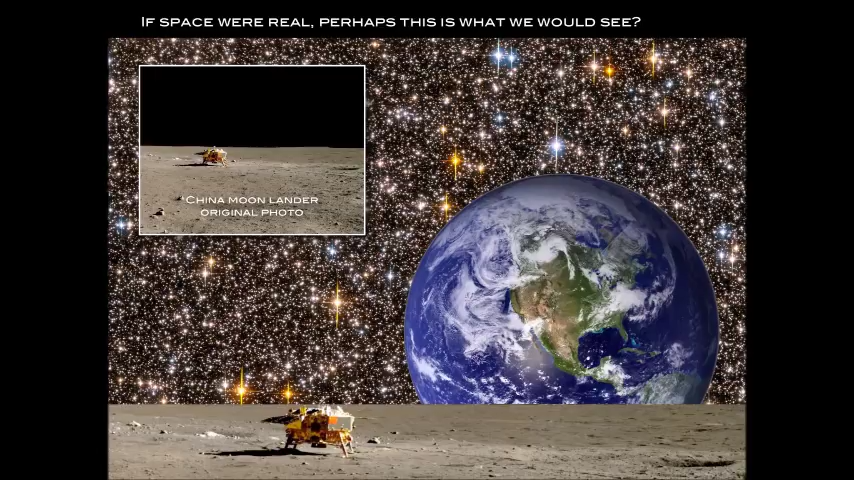 If space were real, perhaps this is what we would see?
*China moon lander
original photo